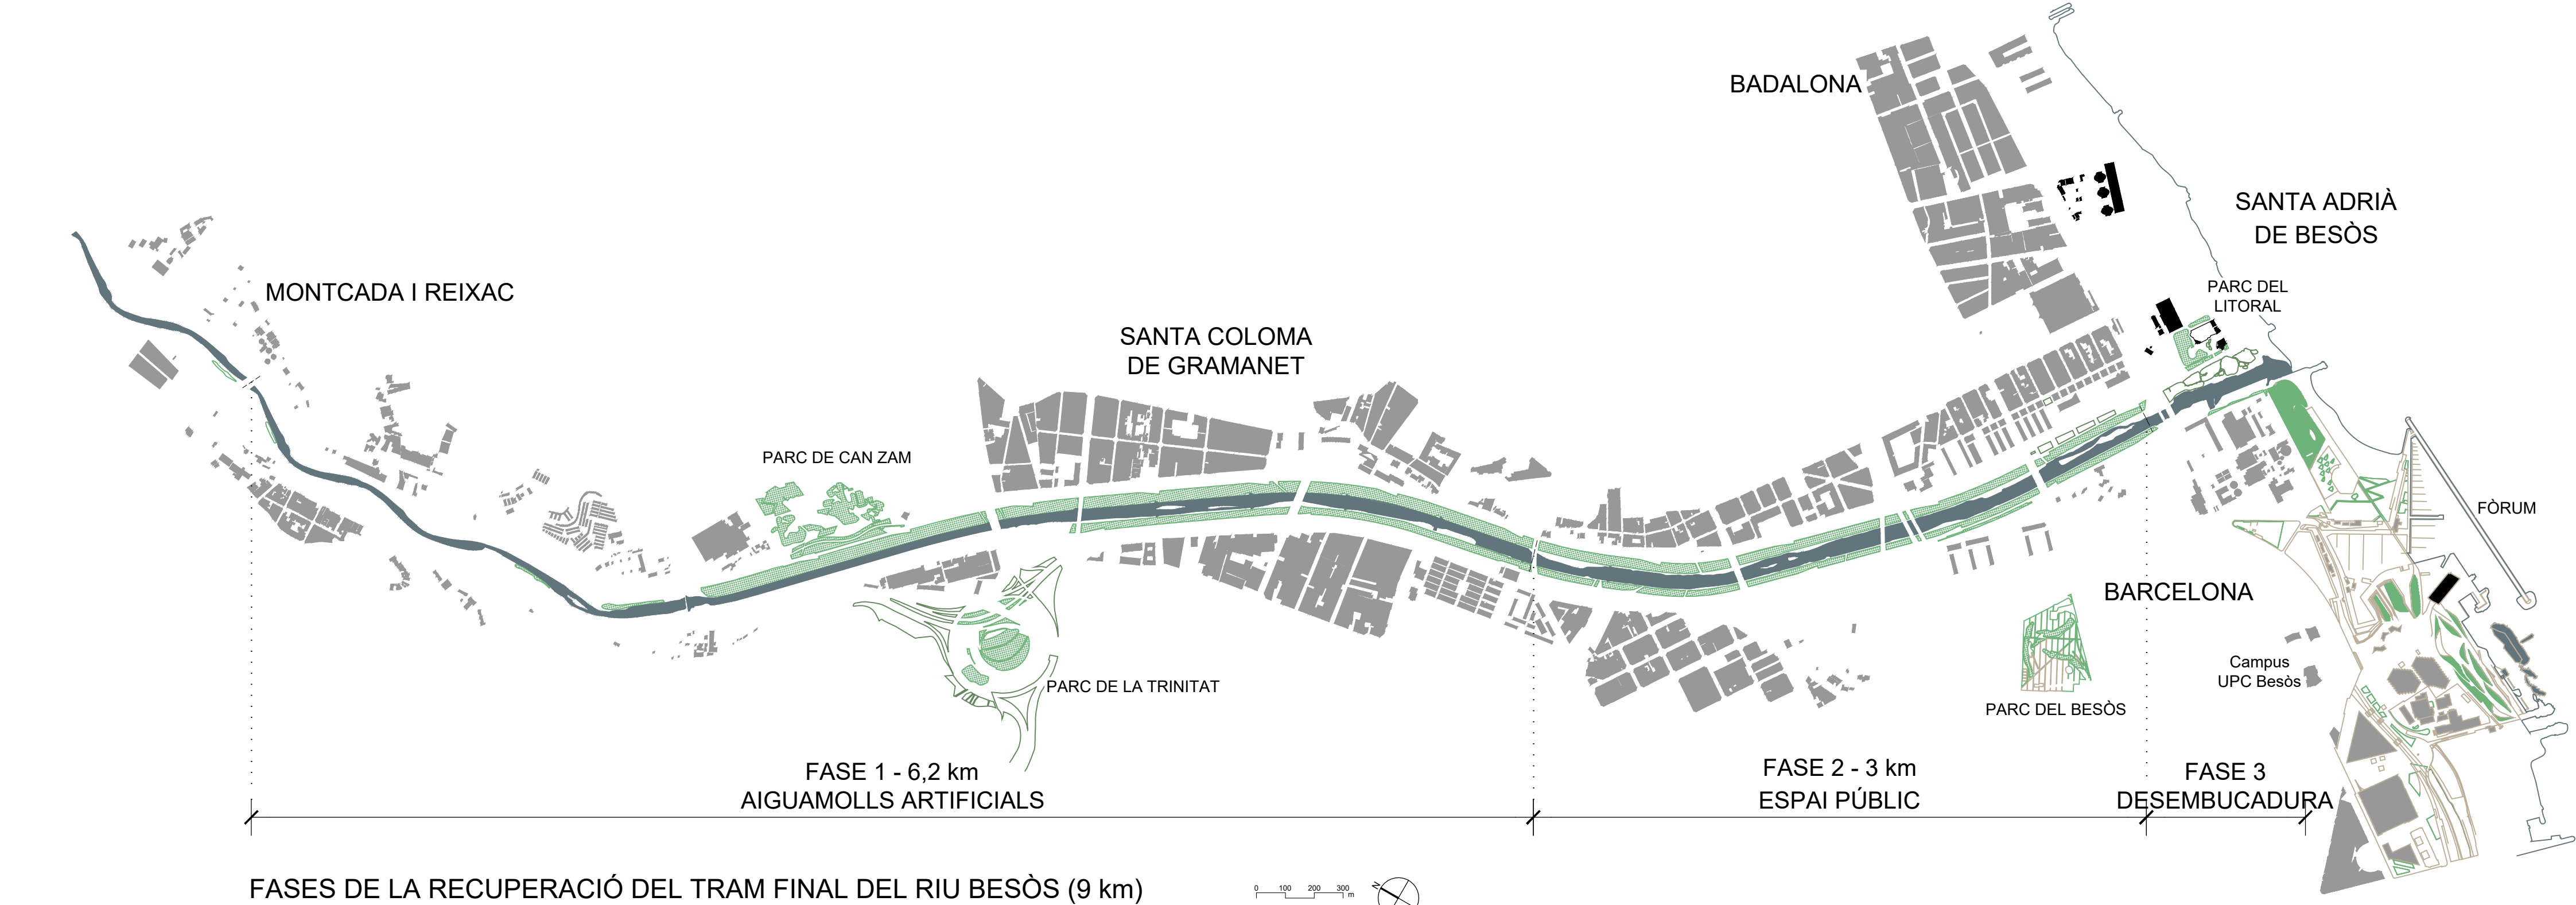 BADALONA
SANTA ADRIÀ
DE BESÒS
MONTCADA I REIXAC
PARC DEL
LITORAL
SANTA COLOMA
DE GRAMANET
PARC DE CAN ZAM
FÒRUM
BARCELONA
Campus
UPC Besòs
PARC DE LA TRINITAT
PARC DEL BESÒS
FASE 1 - 6,2 km
AIGUAMOLLS ARTIFICIALS
FASE 2 - 3 km
ESPAI PÚBLIC
FASE 3
DESEMBUCADURA
FASES DE LA RECUPERACIÓ DEL TRAM FINAL DEL RIU BESÒS (9 km)
0 100 200 300
m
N